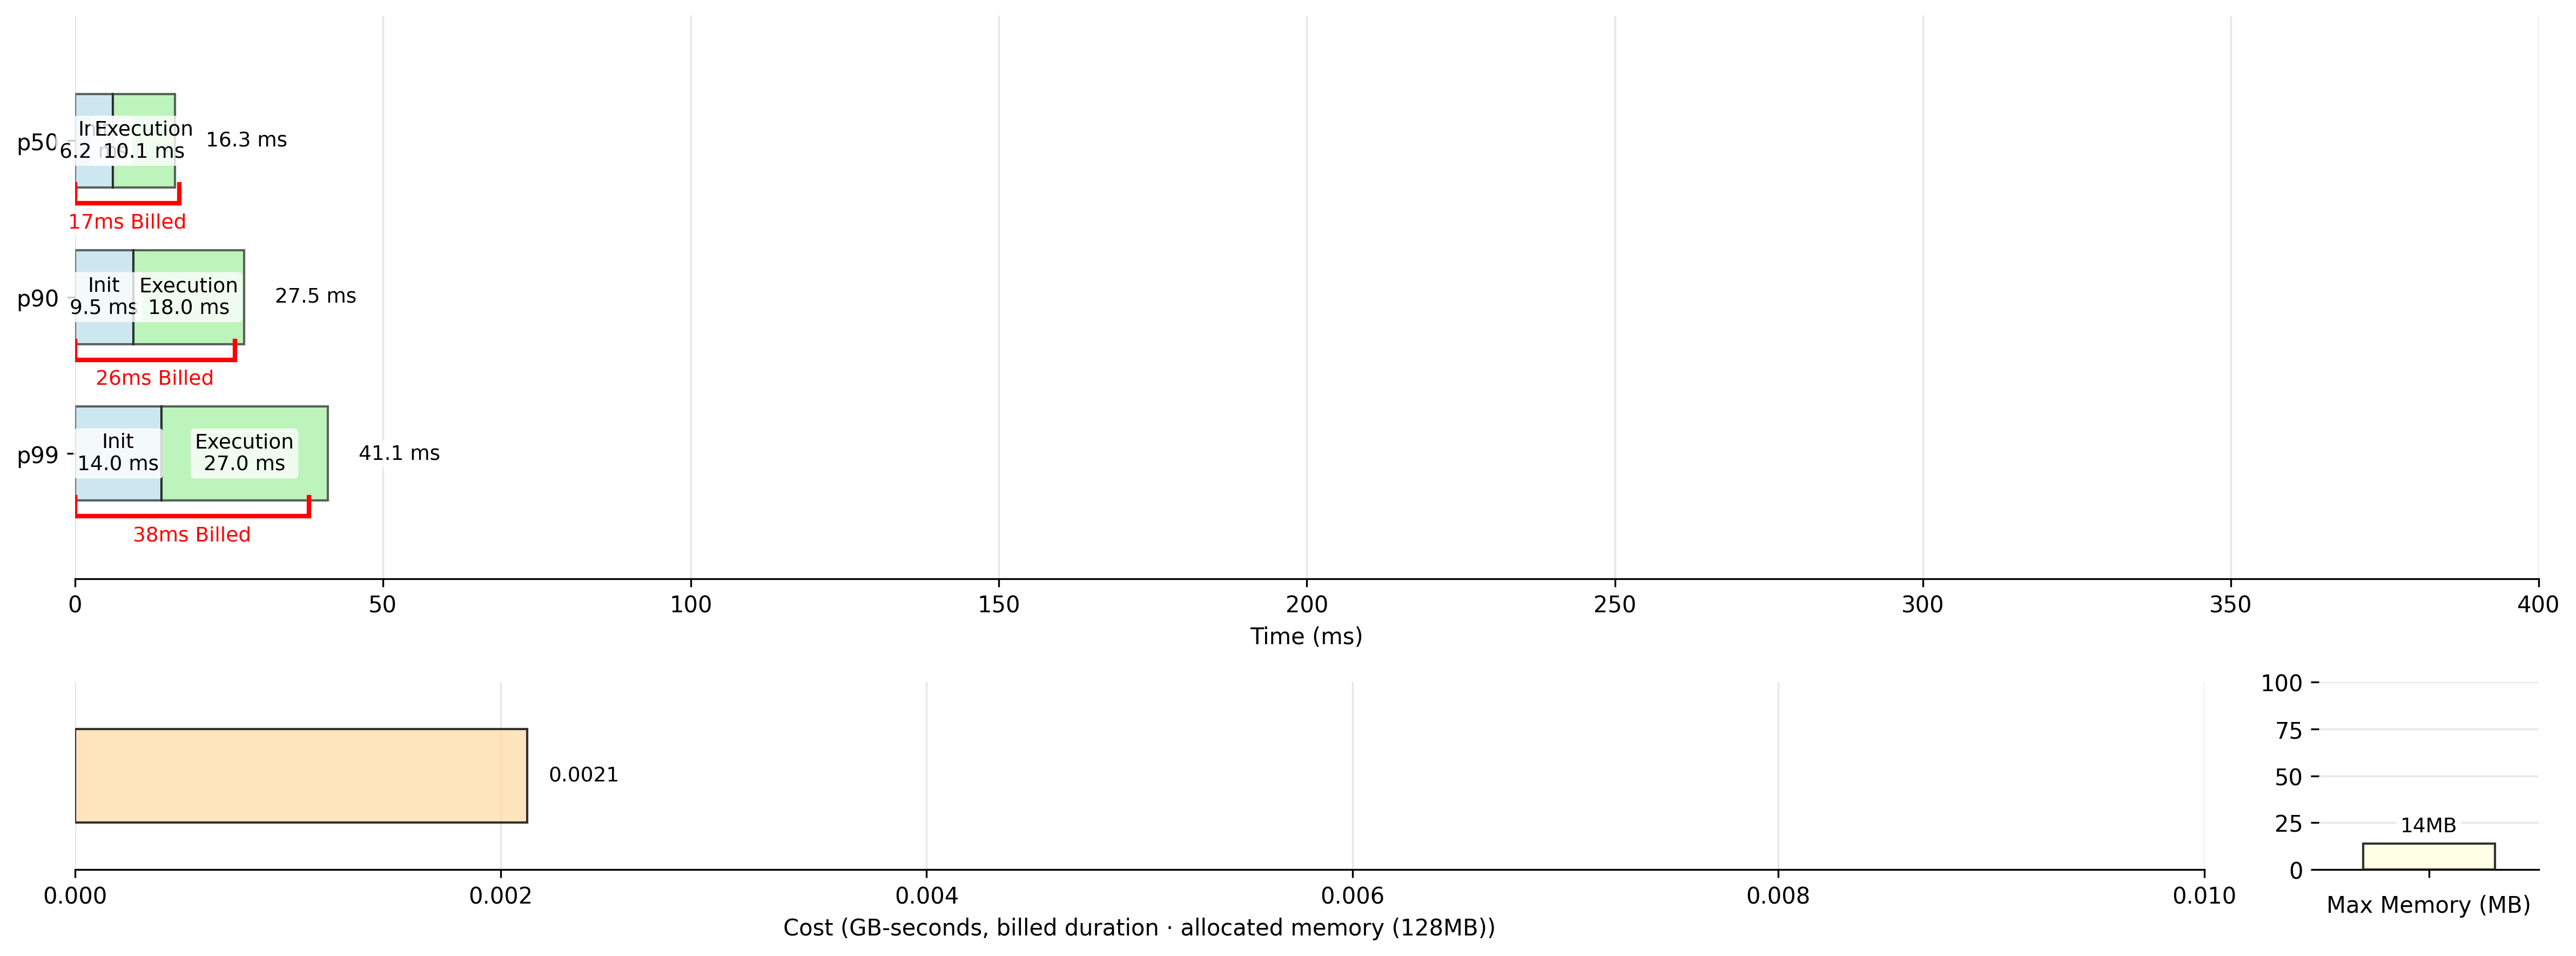 p50
Execution
6.2
10.1 ms
16.3 ms
17ms Billed
p90
Init
9.5 ms
Execution
18.0 ms
27.5 ms
26ms Billed
p99
Init
14.0 ms
Execution
27.0 ms
41.1 ms
38ms Billed
0 50 100 150 200 250 300 350 400
Time (ms)
0.0021
0.000 0.002 0.004 0.006 0.008 0.010
Cost (GB-seconds, billed duration · allocated memory (128MB))
100
75
50
25
0
14MB
Max Memory (MB)